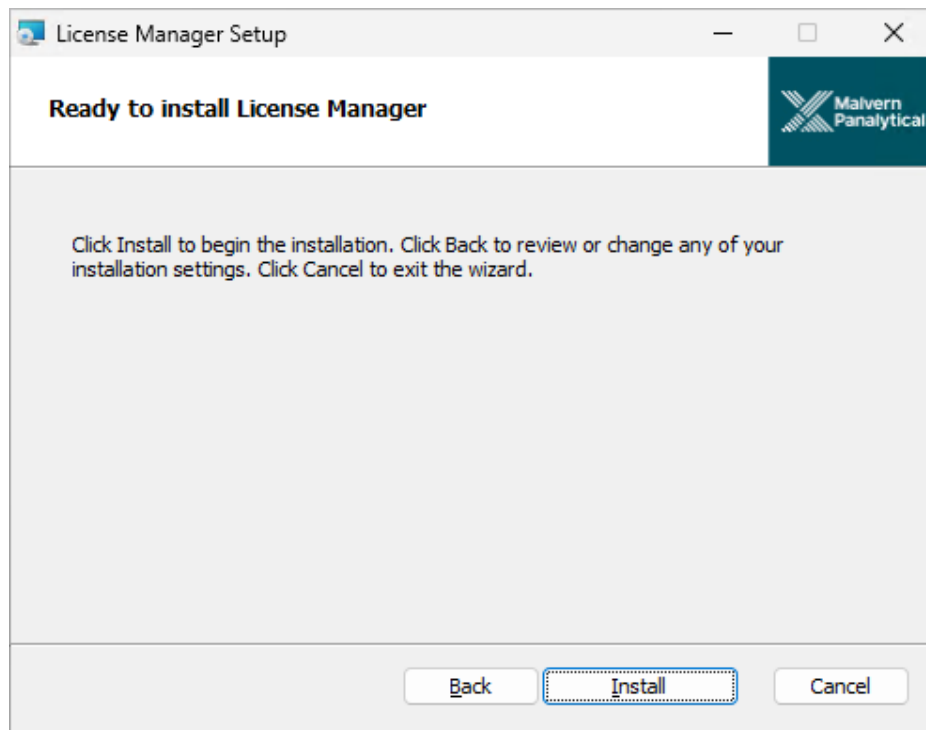 License Manager Setup
Ready to install License Manager
Malvern
Panalytical
Click Install to begin the installation. Click Back to review or change any of your
installation settings. Click Cancel to exit the wizard.
Back
Install
Cancel